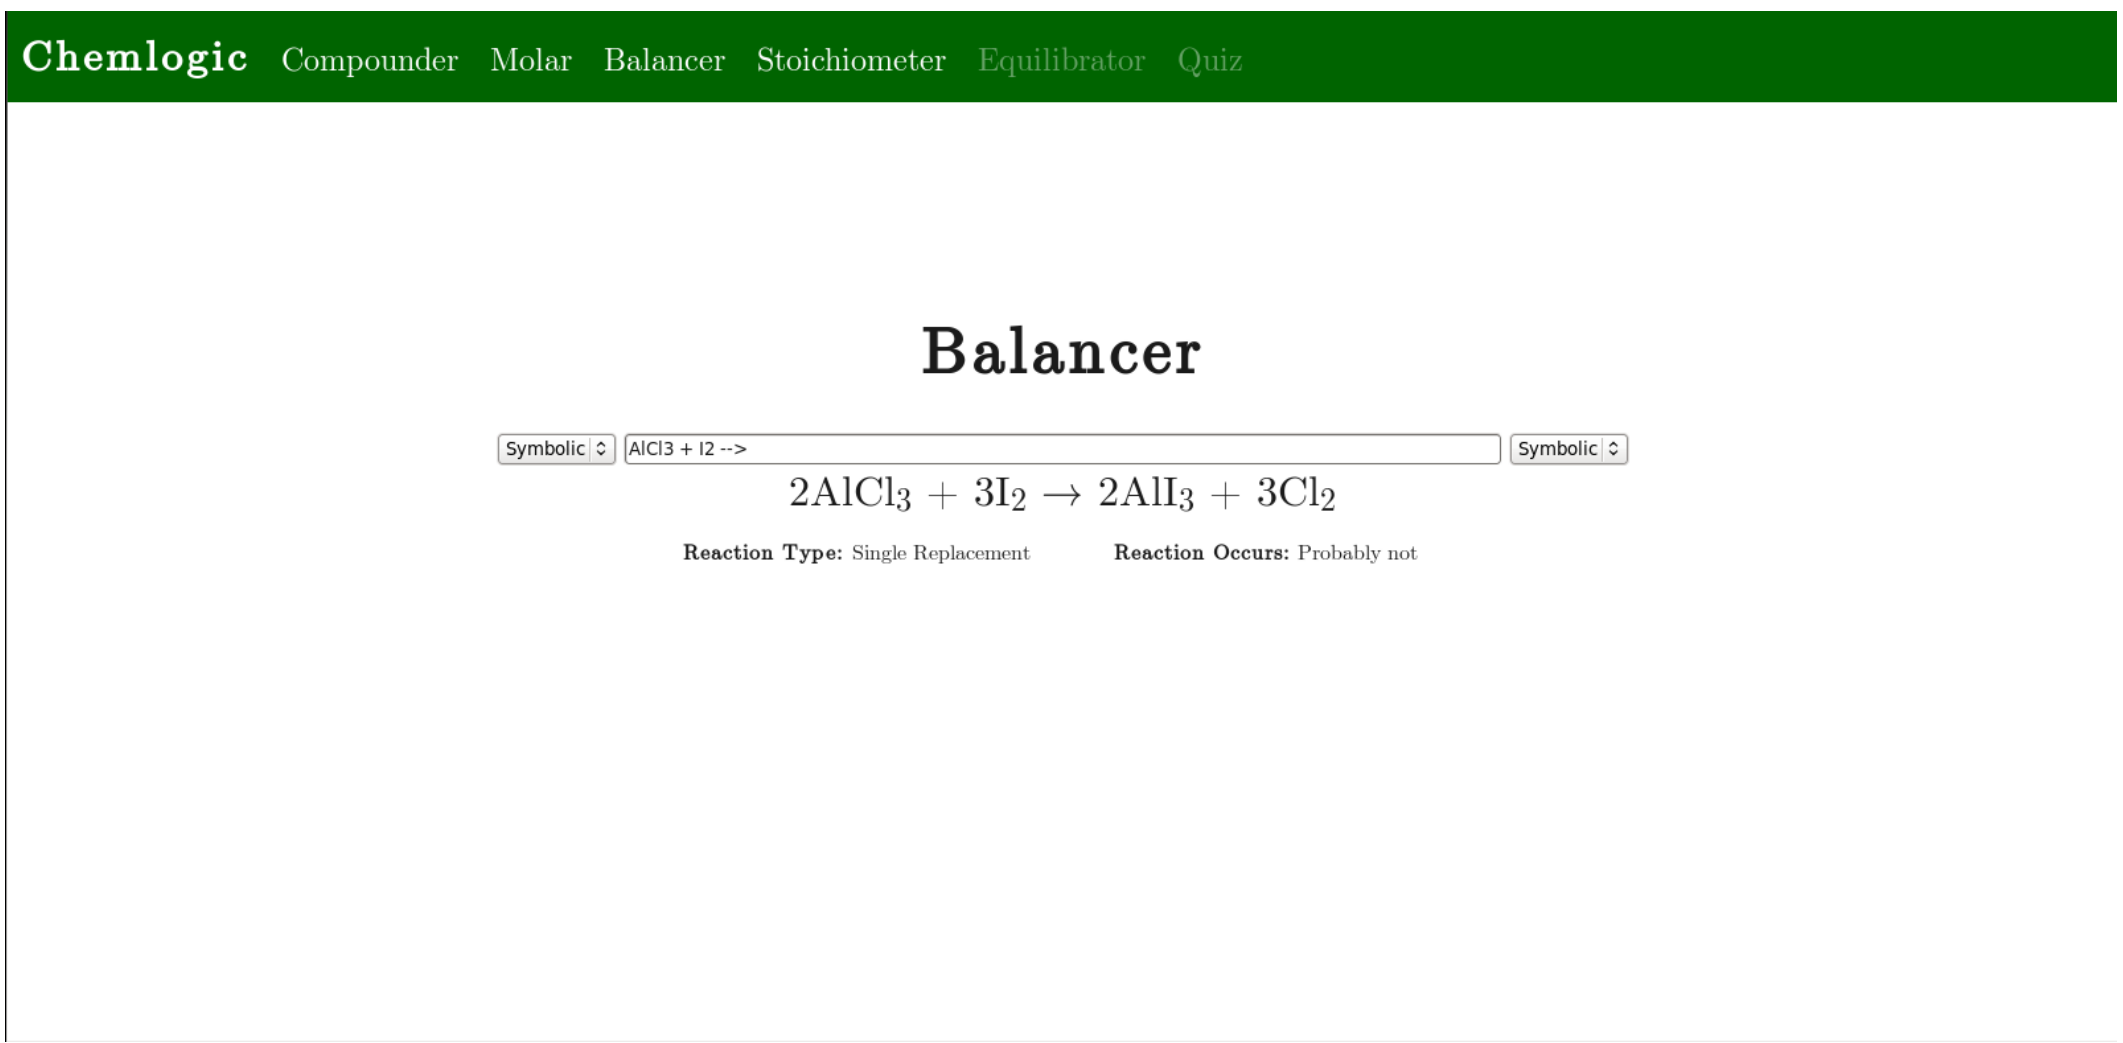 Chemlogic Compounder Molar Balancer Stoichiometer Equilibrator Quiz
Balancer
Symbolic AlCl3 + I2 --> Symbolic
2AlCl₃ + 3I₂ → 2AlI₃ + 3Cl₂
Reaction Type: Single Replacement Reaction Occurs: Probably not